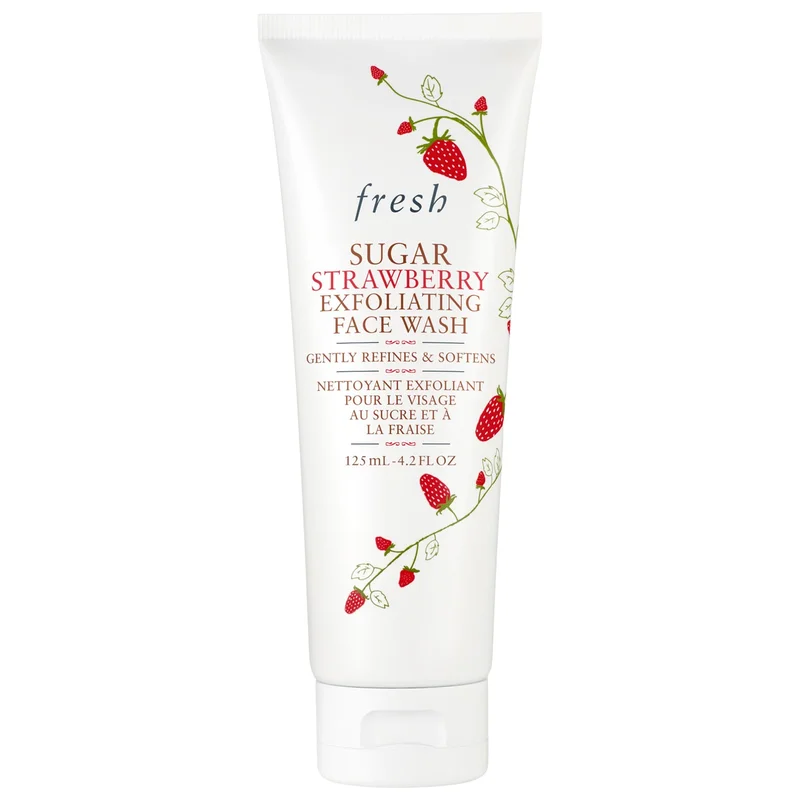 fresh
SUGAR
STRAWBERRY
EXFOLIATING
FACE WASH
GENTLY REFINES & SOFTENS
NETTOYANT EXFOLIANT
POUR LE VISAGE
AU SUCRE ET À
LA FRAISE
125 mL - 4.2 FL OZ